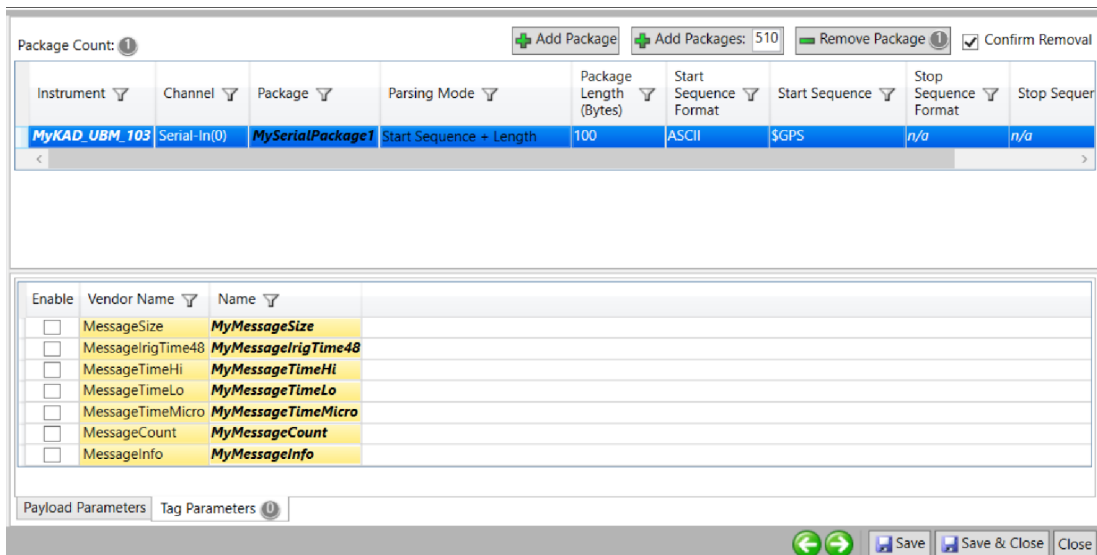 Package Count: 1 Add Package Add Packages: 510 Remove Package 1 Confirm Removal
Instrument Channel Package Parsing Mode Package Length (Bytes) Start Sequence Format Start Sequence Stop Sequence Format Stop Sequer
MyKAD_UBM_103 Serial-In(0) MySerialPackage1 Start Sequence + Length 100 ASCII $GPS n/a n/a
Enable Vendor Name Name
MessageSize MyMessageSize
MessageIrigTime48 MyMessageIrigTime48
MessageTimeHi MyMessageTimeHi
MessageTimeLo MyMessageTimeLo
MessageTimeMicro MyMessageTimeMicro
MessageCount MyMessageCount
MessageInfo MyMessageInfo
Payload Parameters Tag Parameters 0
Save Save & Close Close